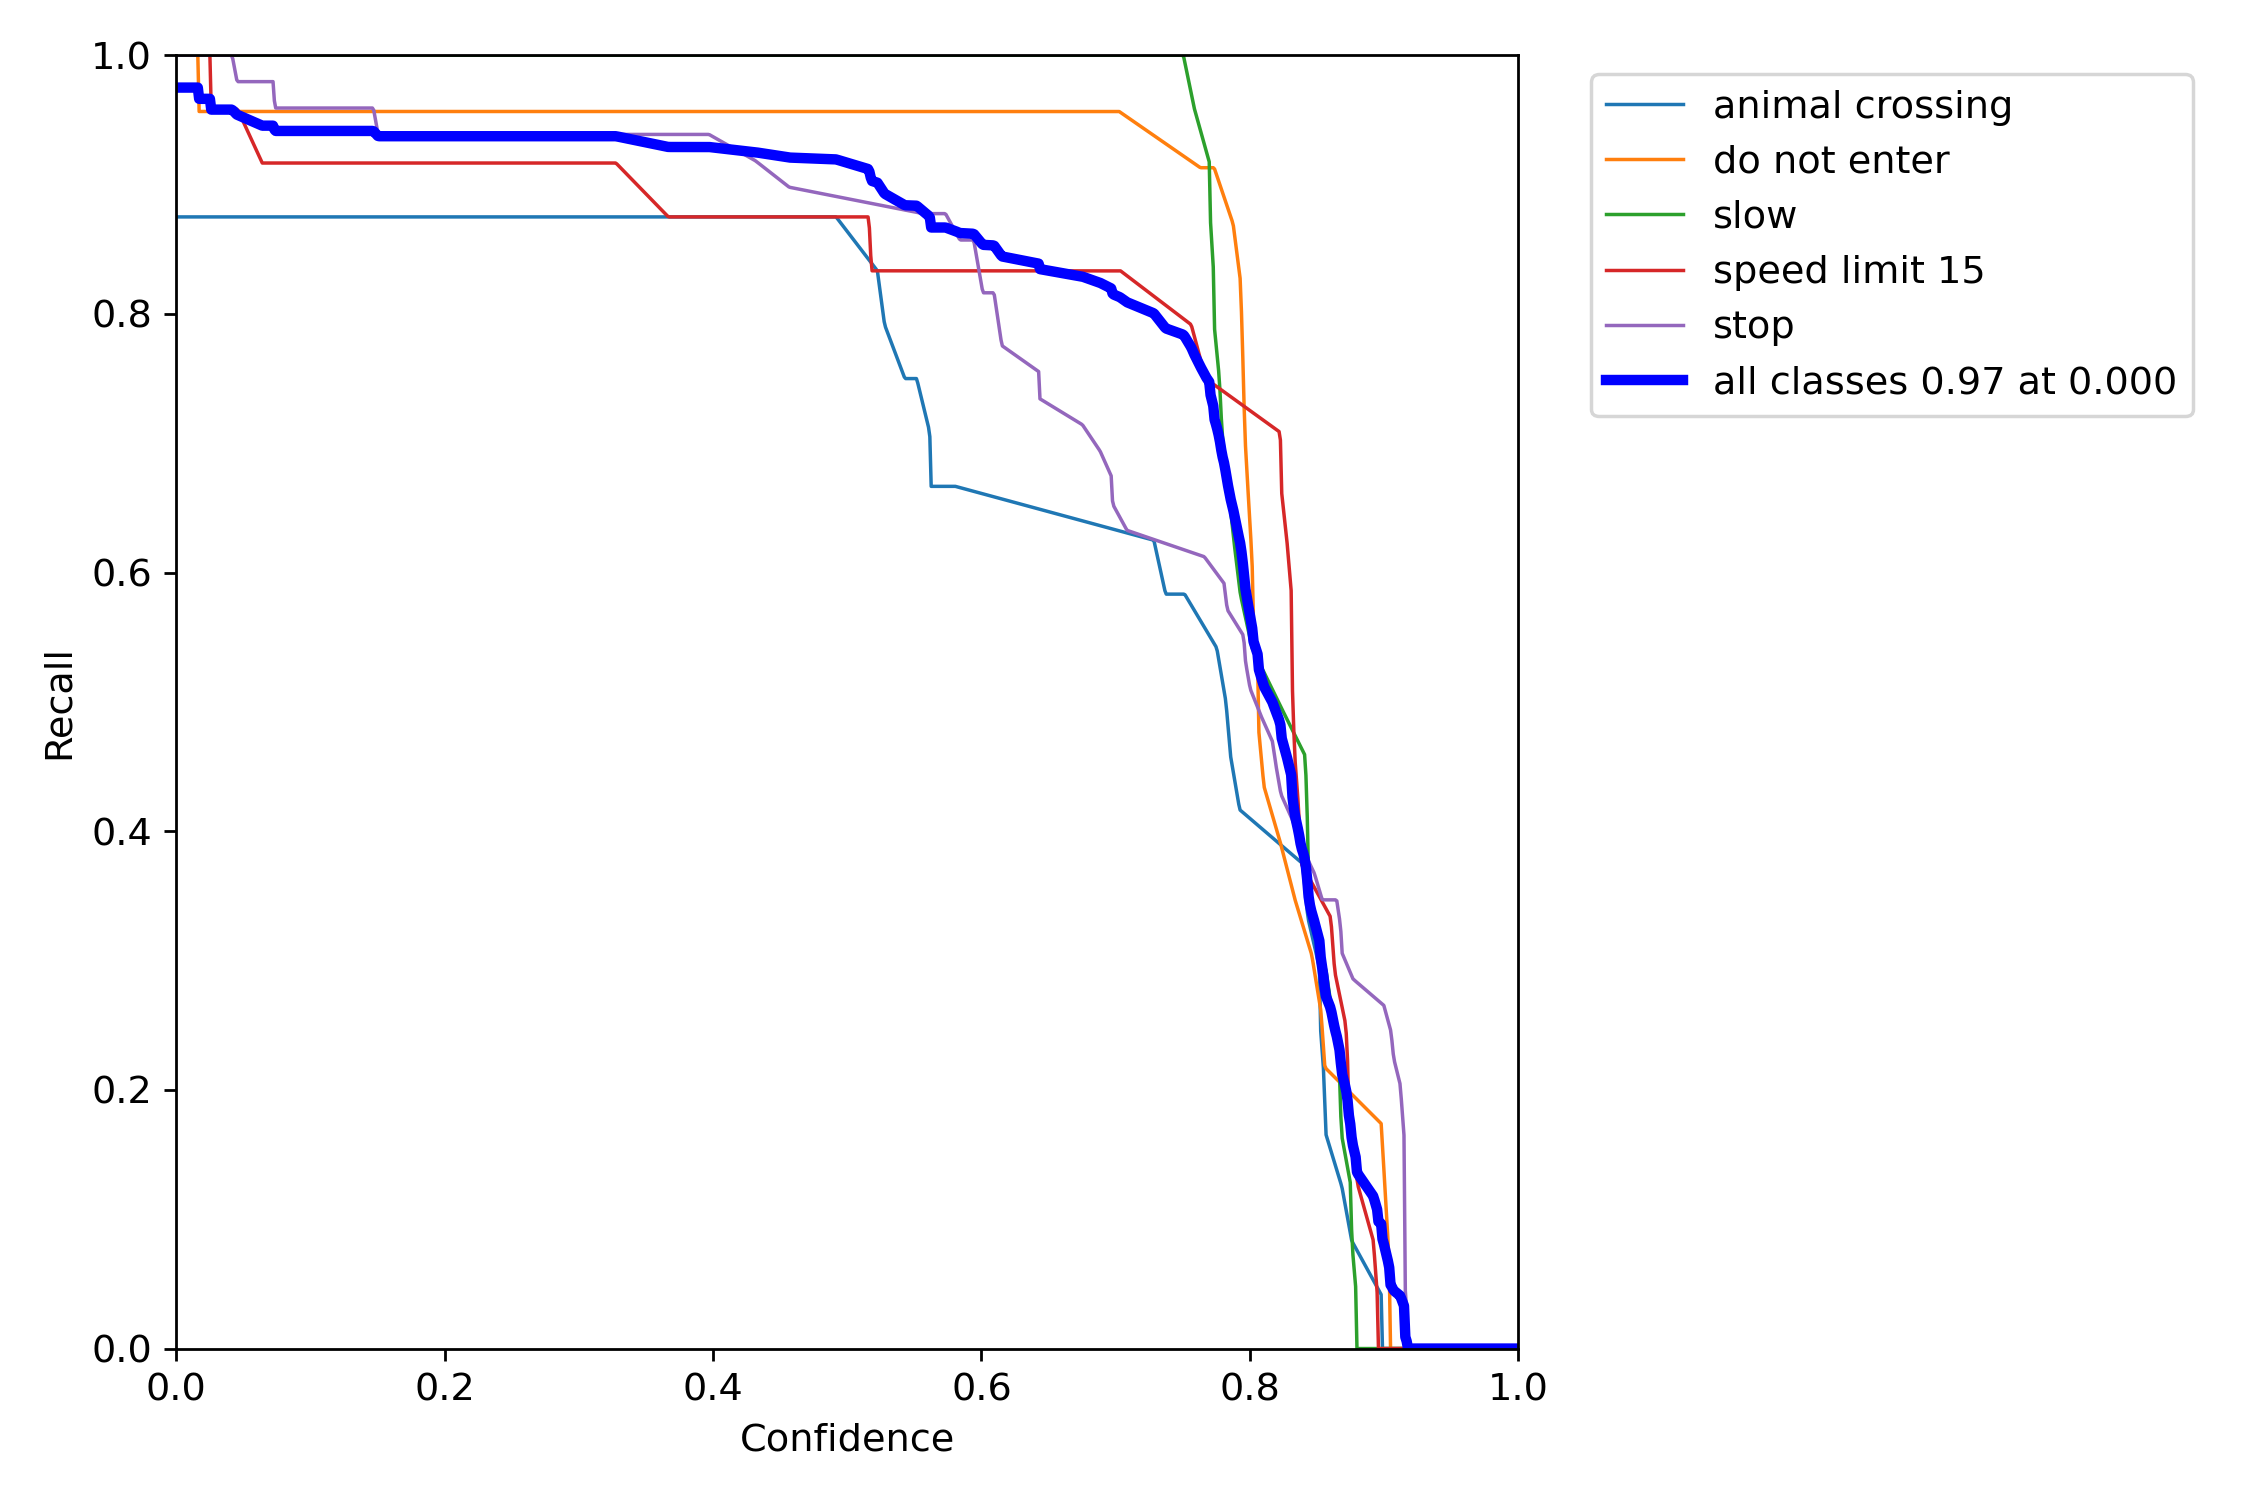 1.0
0.8
0.6
0.4
0.2
0.0
Recall
0.0 0.2 0.4 0.6 0.8 1.0
Confidence
animal crossing
do not enter
slow
speed limit 15
stop
all classes 0.97 at 0.000